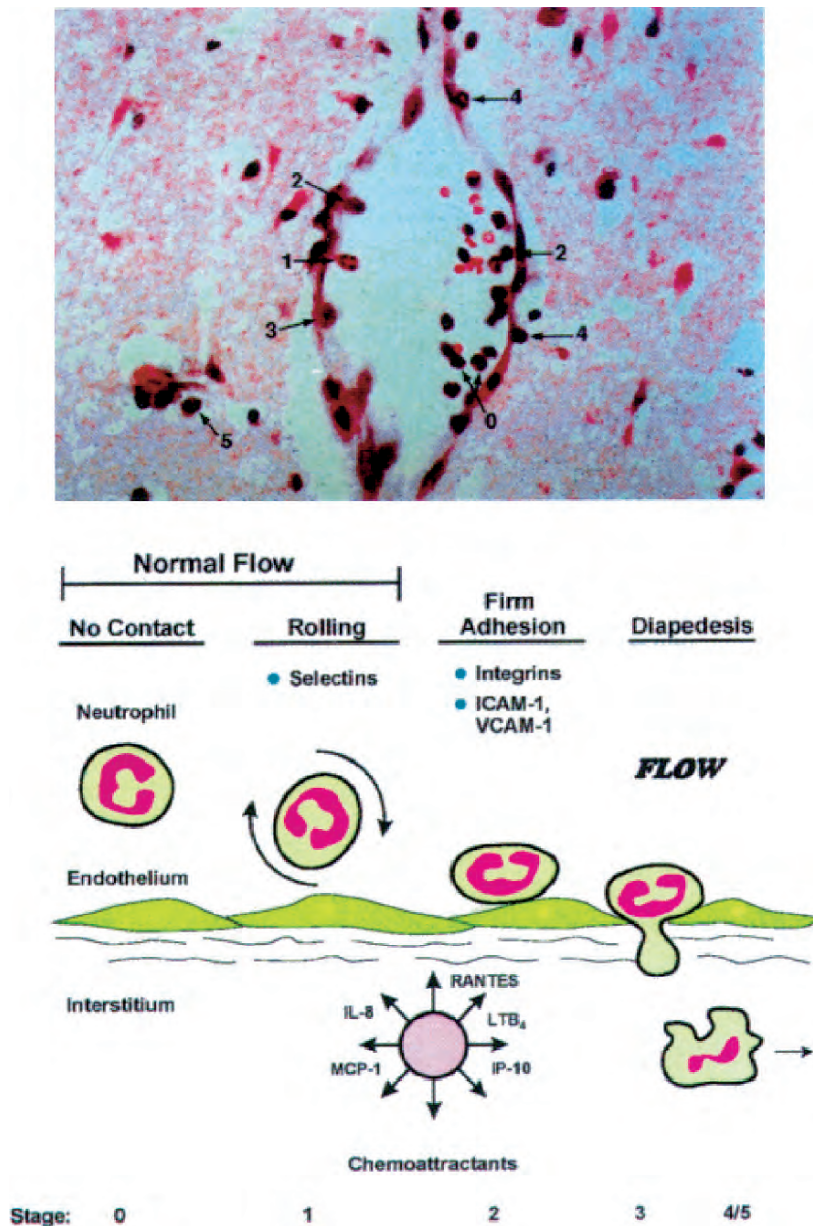 4
2
1
2
3
4
0
5
Normal Flow
No Contact
Rolling
Firm
Adhesion
Diapedesis
• Selectins
• Integrins
• ICAM-1,
VCAM-1
Neutrophil
FLOW
Endothelium
Interstitium
RANTES
IL-8
LTB₄
MCP-1
IP-10
Chemoattractants
Stage: 0 1 2 3 4/5